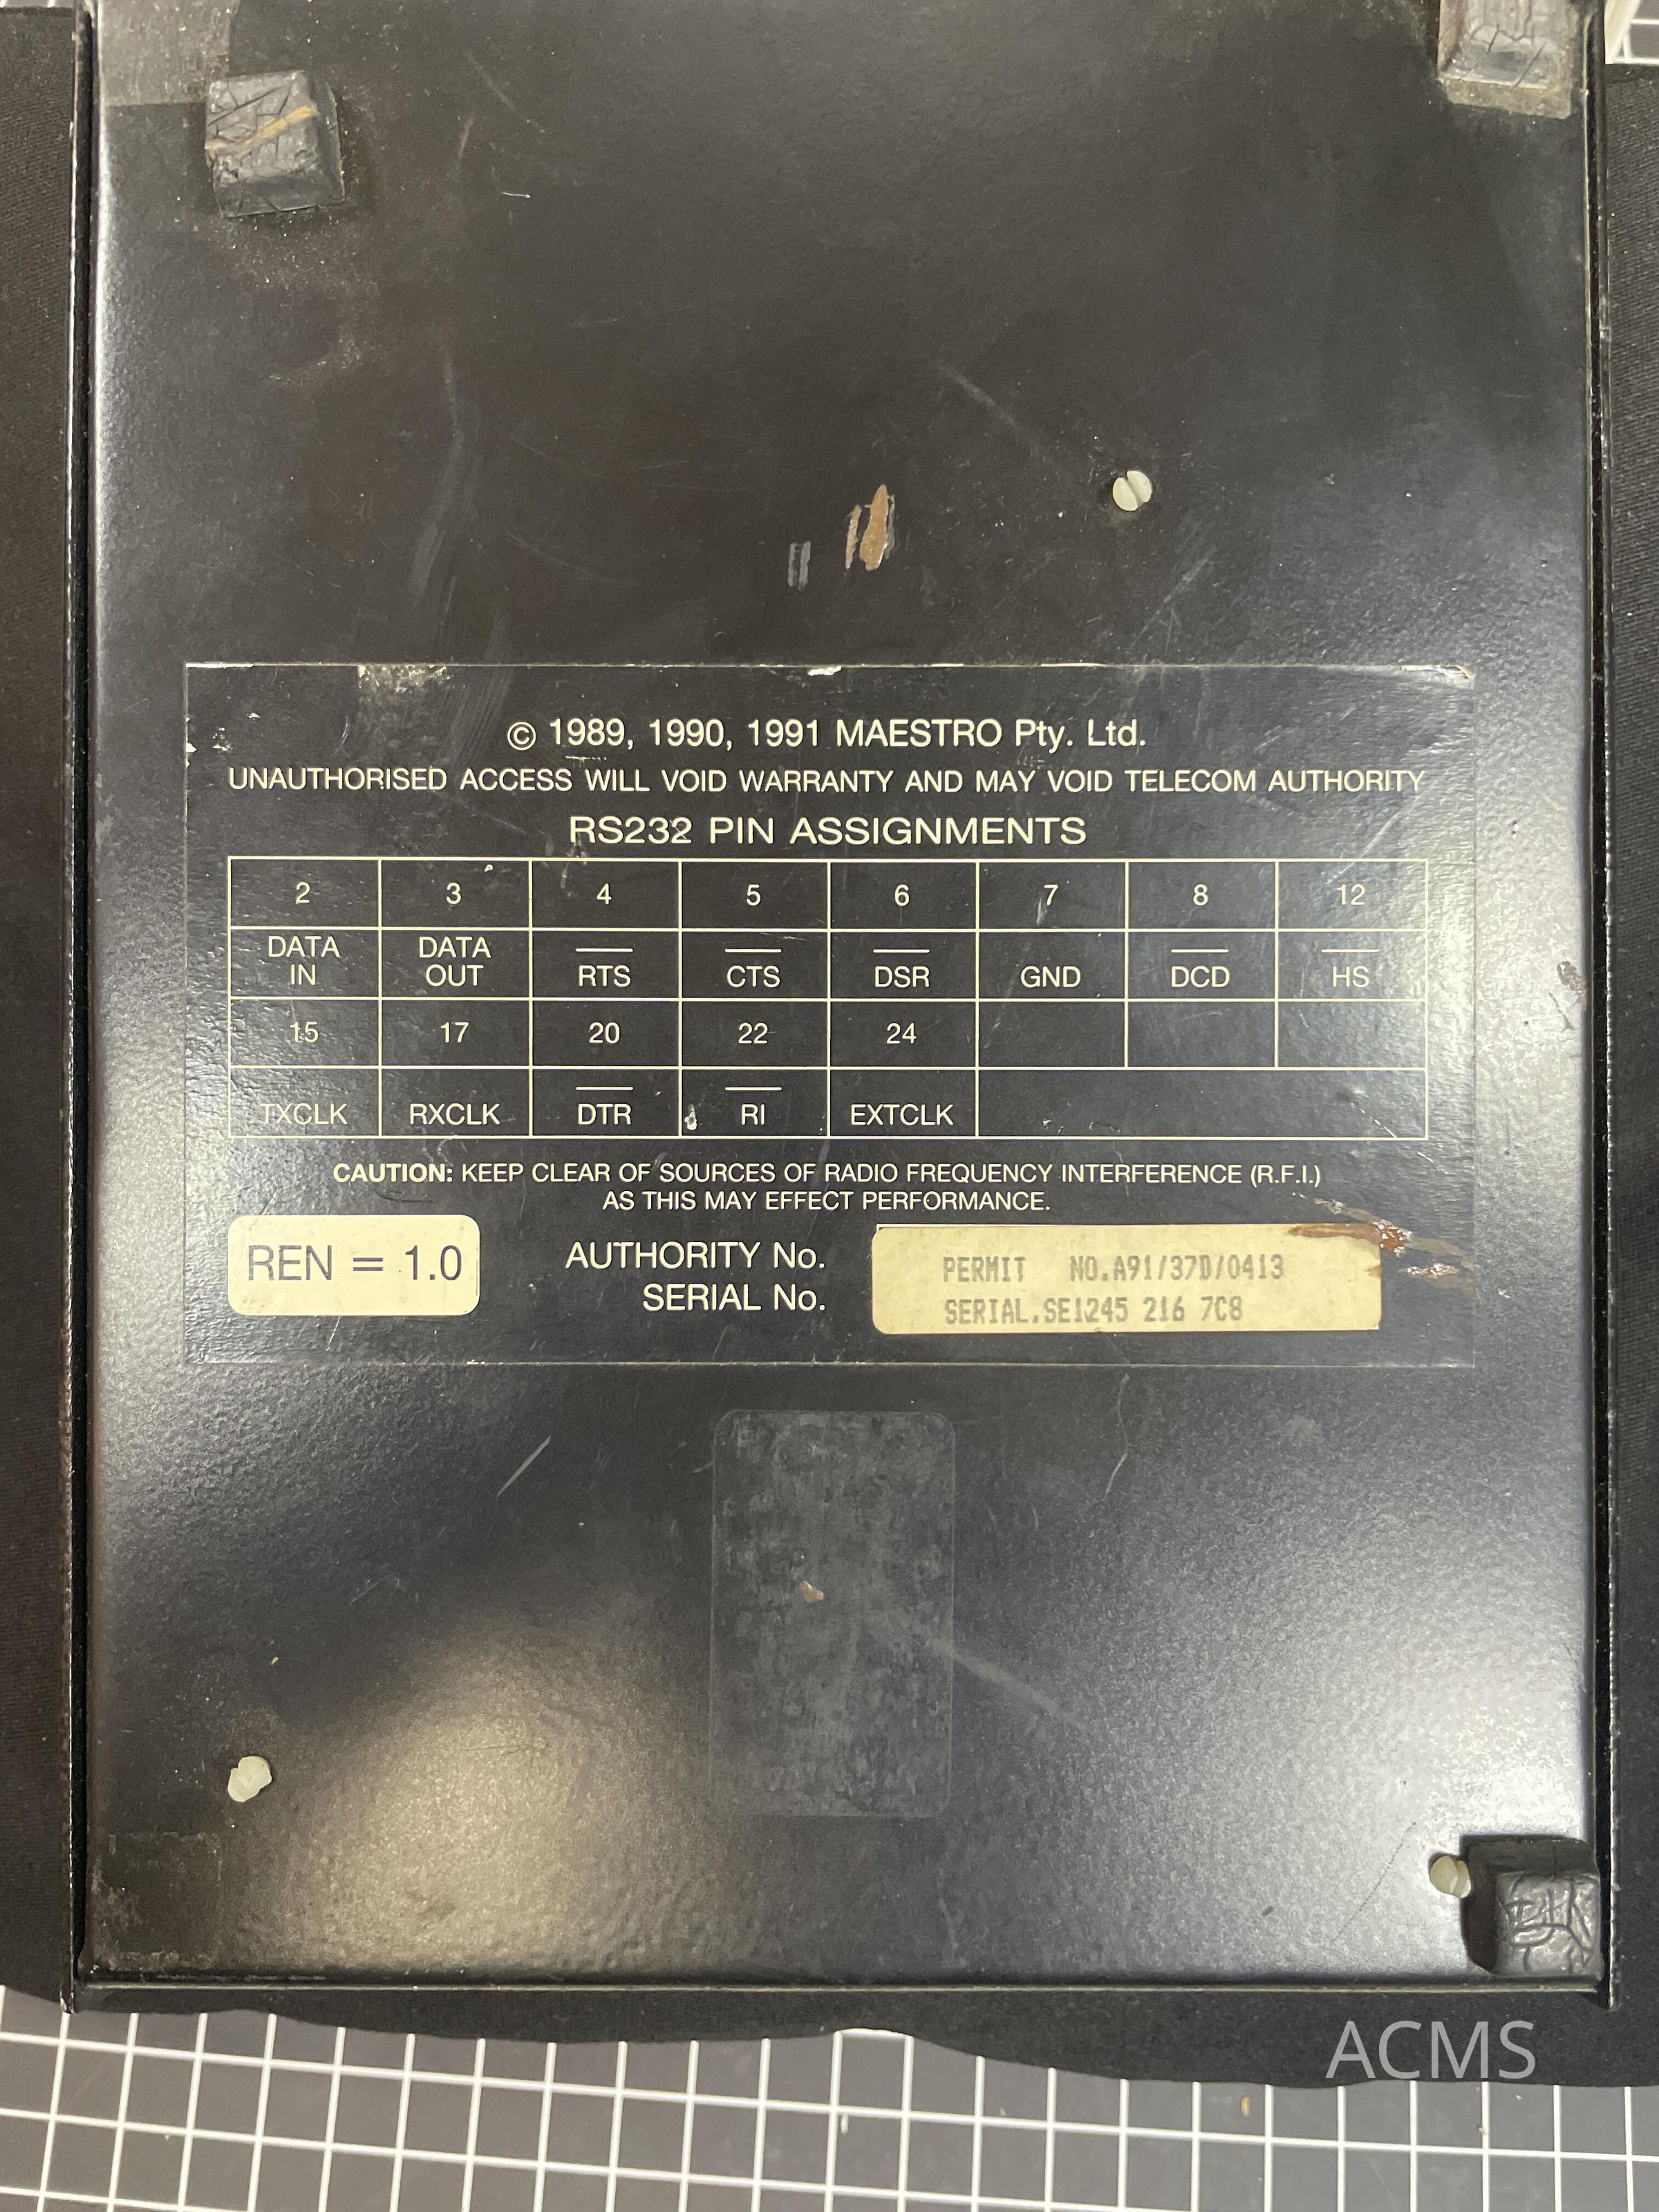 © 1989, 1990, 1991 MAESTRO Pty. Ltd.
UNAUTHORISED ACCESS WILL VOID WARRANTY AND MAY VOID TELECOM AUTHORITY
RS232 PIN ASSIGNMENTS
2 3 4 5 6 7 8 12
DATA IN DATA OUT RTS CTS DSR GND DCD HS
15 17 20 22 24
TXCLK RXCLK DTR RI EXTCLK
CAUTION: KEEP CLEAR OF SOURCES OF RADIO FREQUENCY INTERFERENCE (R.F.I.)
AS THIS MAY EFFECT PERFORMANCE.
REN = 1.0
AUTHORITY No. PERMIT NO.A91/37D/0413
SERIAL No. SERIAL.SE1245 216 7C8
ACMS